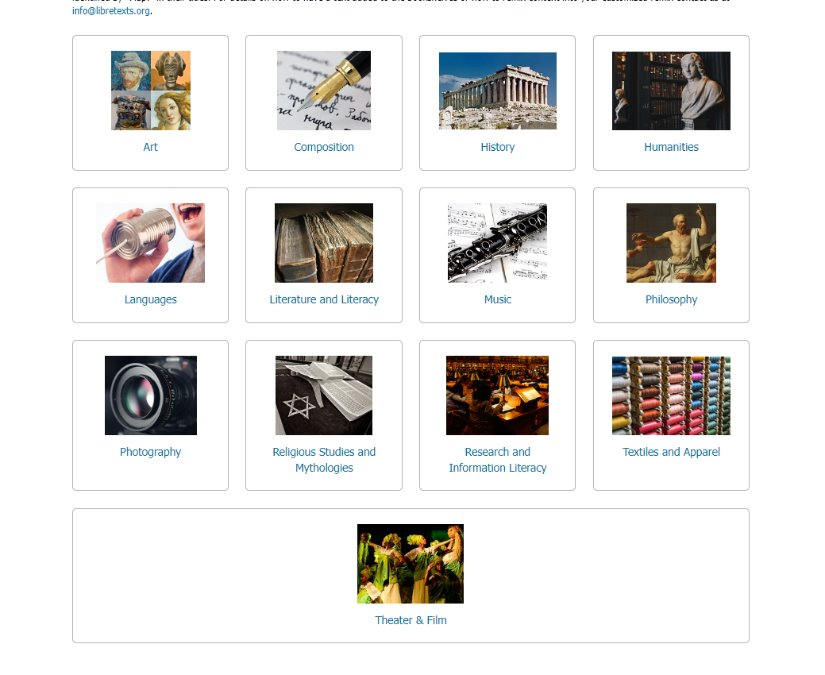 info@libretexts.org.
Art
Composition
History
Humanities
Languages
Literature and Literacy
Music
Philosophy
Photography
Religious Studies and
Mythologies
Research and
Information Literacy
Textiles and Apparel
Theater & Film